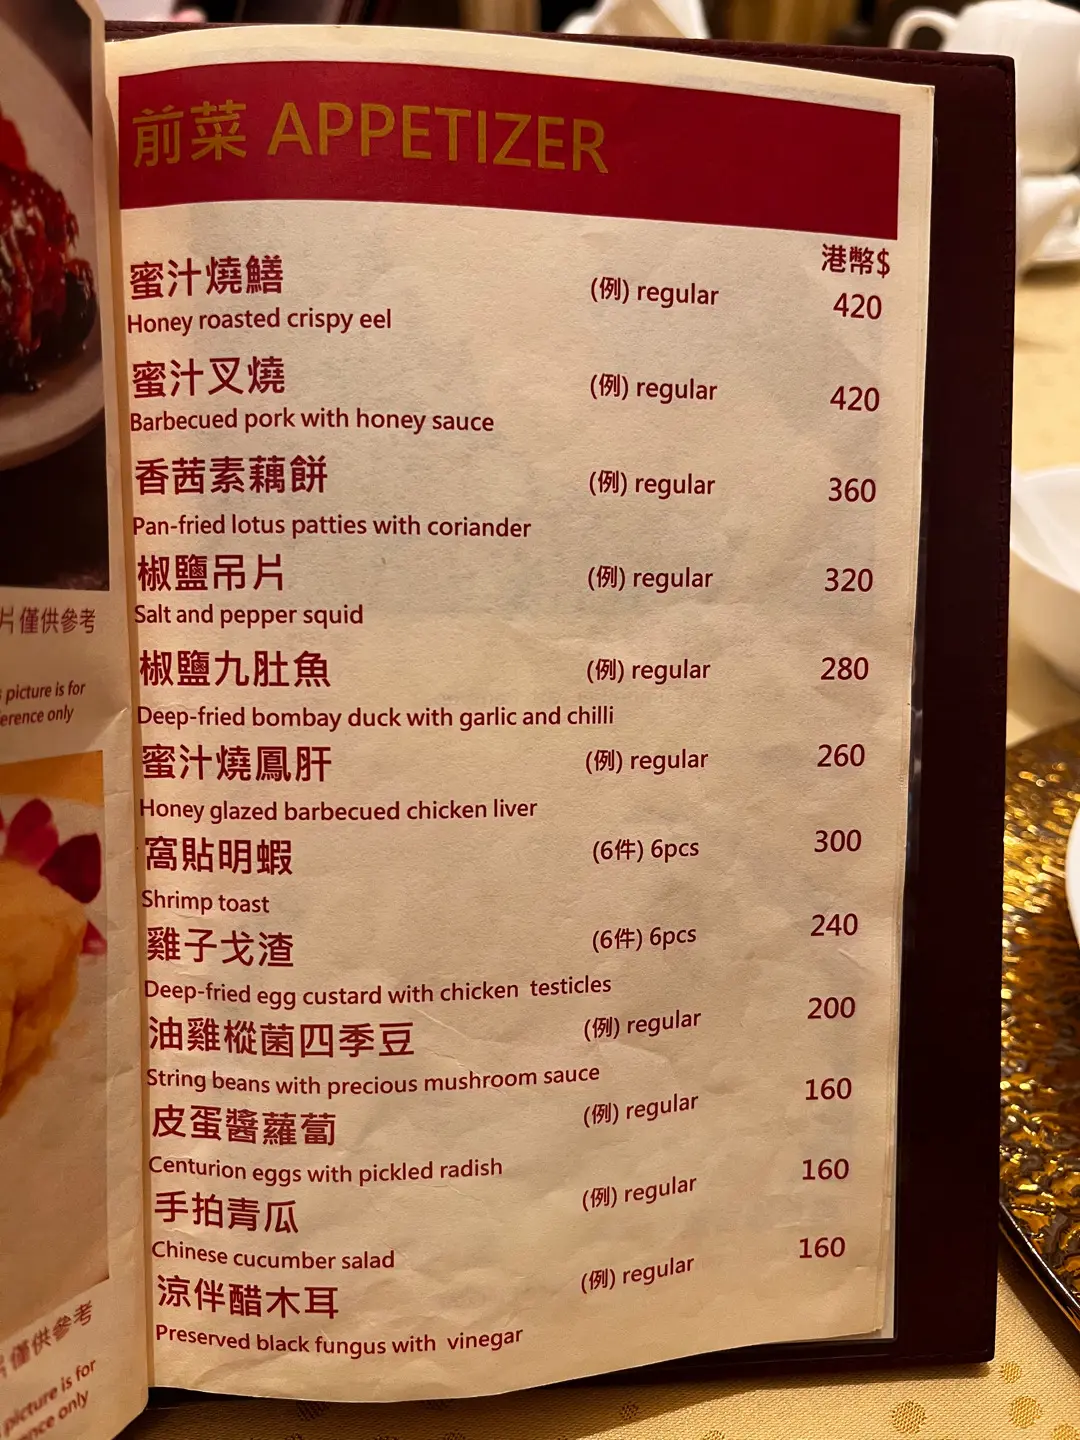 前菜 APPETIZER
港幣$
蜜汁燒鱔 (例) regular 420
Honey roasted crispy eel
蜜汁叉燒 (例) regular 420
Barbecued pork with honey sauce
香茜素藕餅 (例) regular 360
Pan-fried lotus patties with coriander
椒鹽吊片 (例) regular 320
Salt and pepper squid
椒鹽九肚魚 (例) regular 280
Deep-fried bombay duck with garlic and chilli
蜜汁燒鳳肝 (例) regular 260
Honey glazed barbecued chicken liver
窩貼明蝦 (6件) 6pcs 300
Shrimp toast
雞子戈渣 (6件) 6pcs 240
Deep-fried egg custard with chicken testicles
油雞樅菌四季豆 (例) regular 200
String beans with precious mushroom sauce
皮蛋醬蘿蔔 (例) regular 160
Centurion eggs with pickled radish
手拍青瓜 (例) regular 160
Chinese cucumber salad
涼伴醋木耳 (例) regular 160
Preserved black fungus with vinegar
片僅供參考
picture is for
erence only
僅供參考
picture is for
ence only